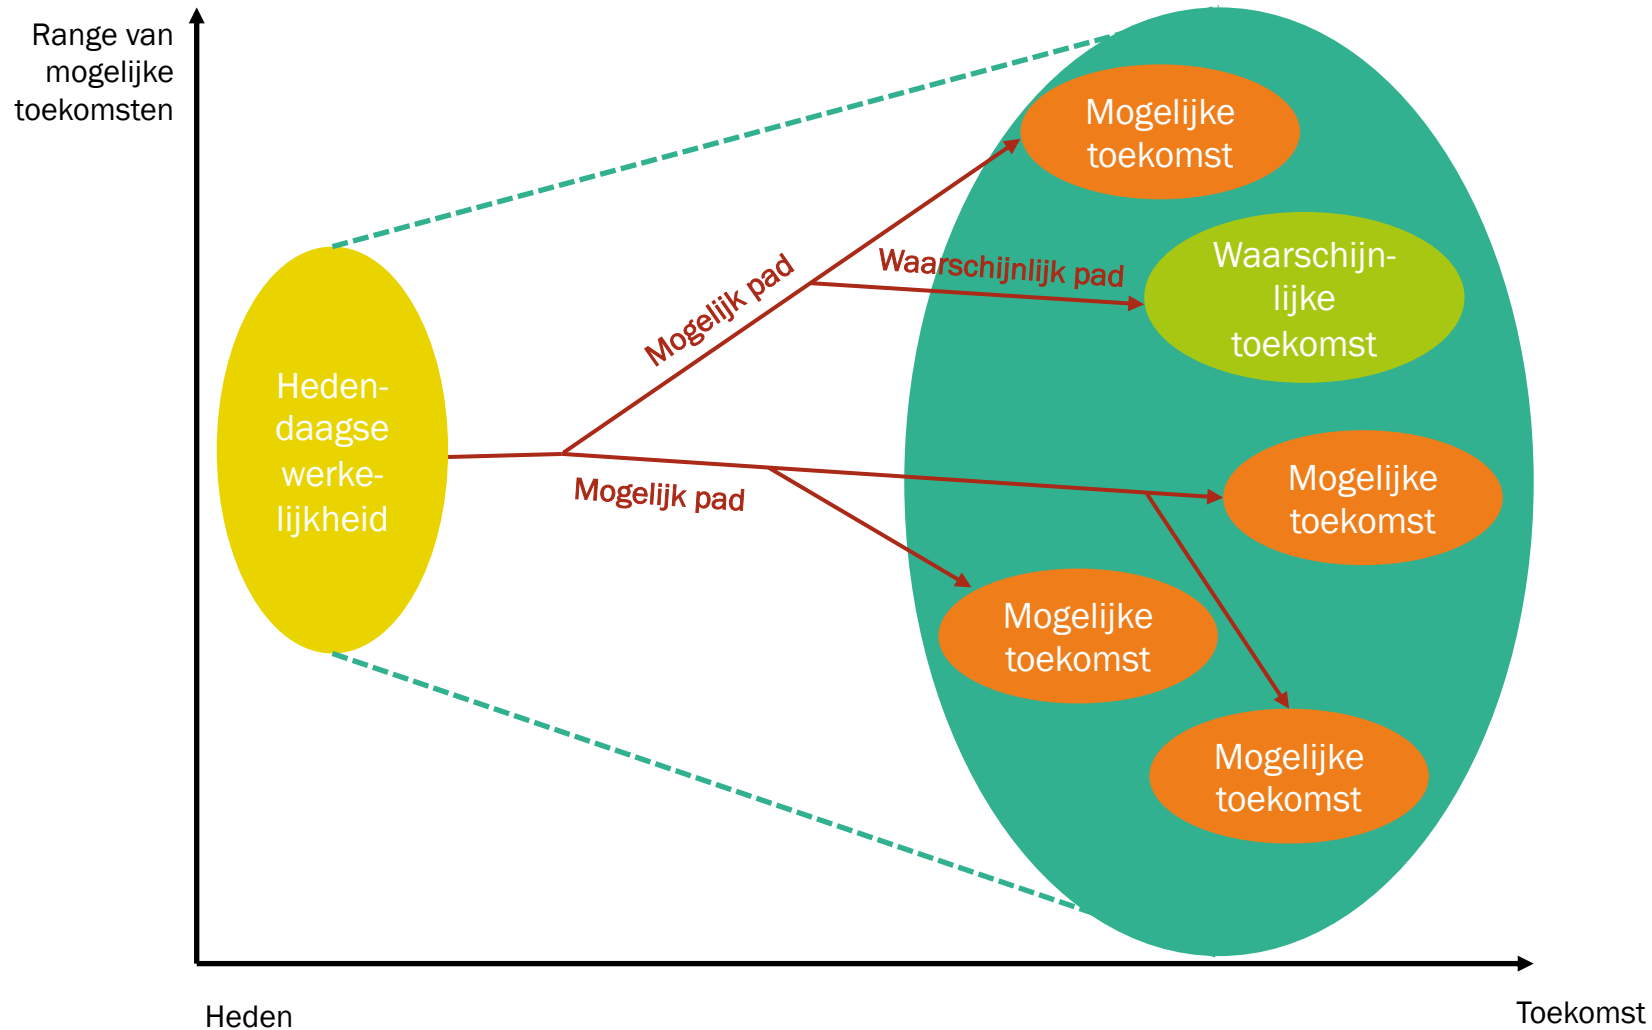 Range van
mogelijke
toekomsten
Mogelijke
toekomst
Waarschijn-
lijke
toekomst
Waarschijnlijk pad
Mogelijk pad
Heden-
daagse
werke-
lijkheid
Mogelijk pad
Mogelijke
toekomst
Mogelijke
toekomst
Mogelijke
toekomst
Heden
Toekomst